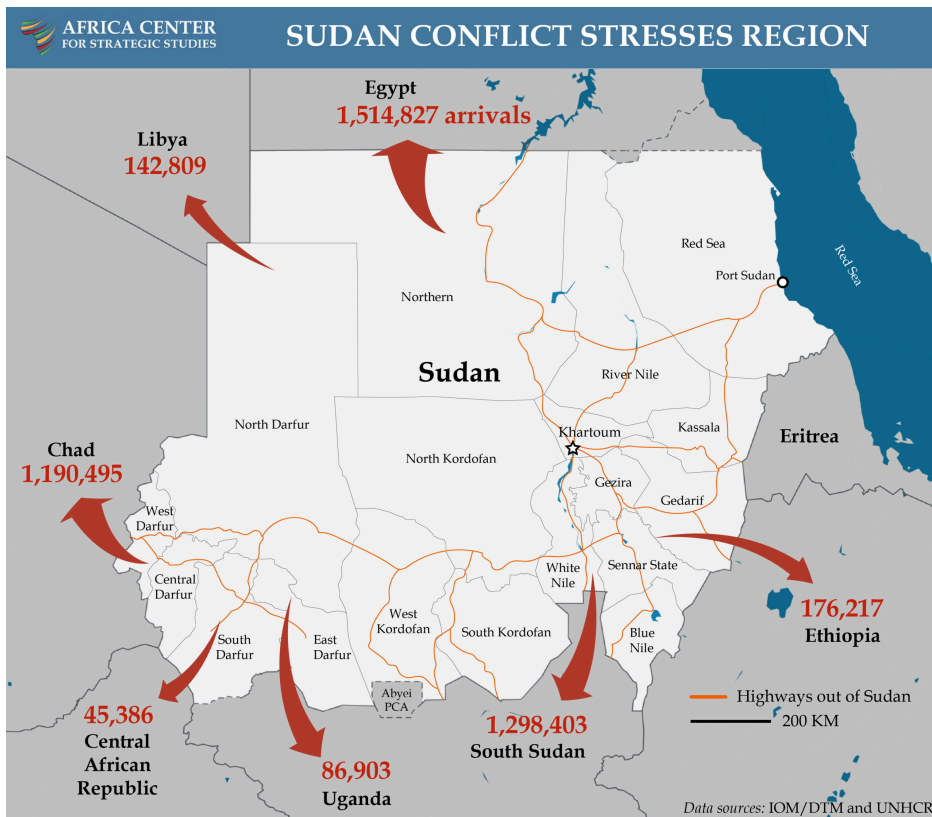 AFRICA CENTER
FOR STRATEGIC STUDIES
SUDAN CONFLICT STRESSES REGION
Egypt
1,514,827 arrivals
Libya
142,809
Red Sea
Port Sudan
Red Sea
Northern
Sudan
River Nile
North Darfur
Khartoum
Kassala
Eritrea
Chad
1,190,495
North Kordofan
Gezira
Gedarif
West
Darfur
Central
Darfur
White
Nile
Sennar State
176,217
Ethiopia
South
Darfur
East
Darfur
West
Kordofan
South Kordofan
Blue
Nile
Abyei
PCA
Highways out of Sudan
200 KM
45,386
Central
African
Republic
86,903
Uganda
1,298,403
South Sudan
Data sources: IOM/DTM and UNHCR